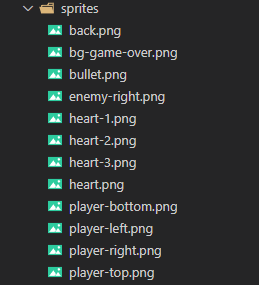 sprites
back.png
bg-game-over.png
bullet.png
enemy-right.png
heart-1.png
heart-2.png
heart-3.png
heart.png
player-bottom.png
player-left.png
player-right.png
player-top.png